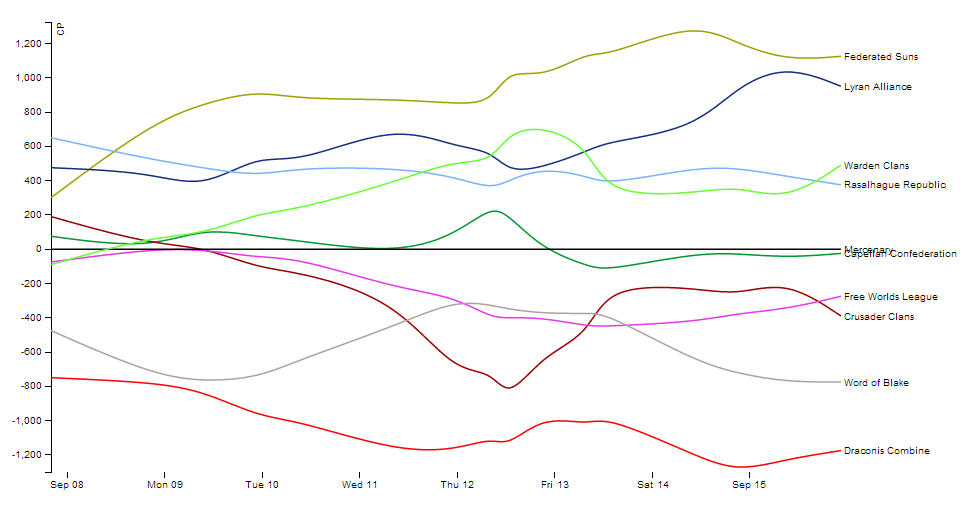 CP
1,200
1,000
800
600
400
200
0
-200
-400
-600
-800
-1,000
-1,200
Federated Suns
Lyran Alliance
Warden Clans
Rasalhague Republic
Mercenary
Capellan Confederation
Free Worlds League
Crusader Clans
Word of Blake
Draconis Combine
Sep 08 Mon 09 Tue 10 Wed 11 Thu 12 Fri 13 Sat 14 Sep 15